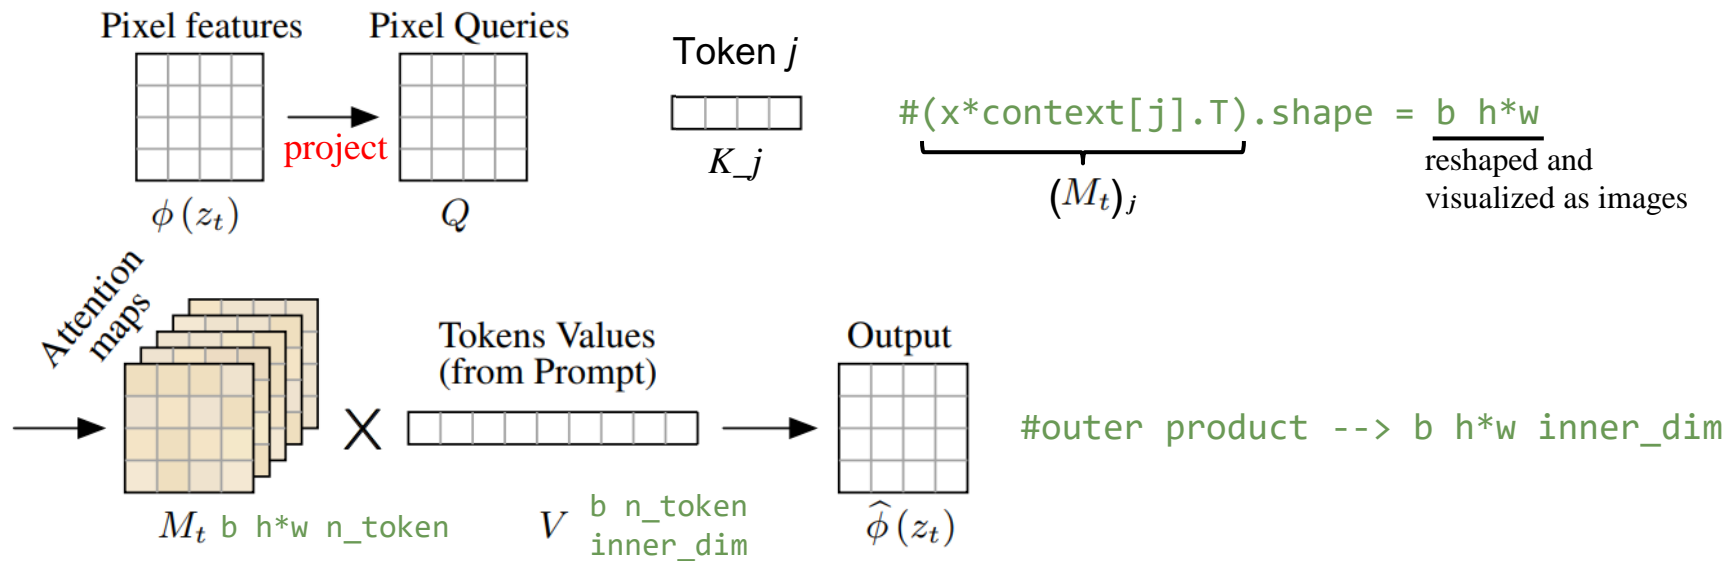 Pixel features
Pixel Queries
Token j
project
ϕ (z_t)
Q
K_j
#(x*context[j].T).shape = b h*w
(M_t)_j
reshaped and
visualized as images
Attention
maps
Tokens Values
(from Prompt)
Output
X
#outer product --> b h*w inner_dim
M_t b h*w n_token
V b n_token
inner_dim
ϕ̂ (z_t)